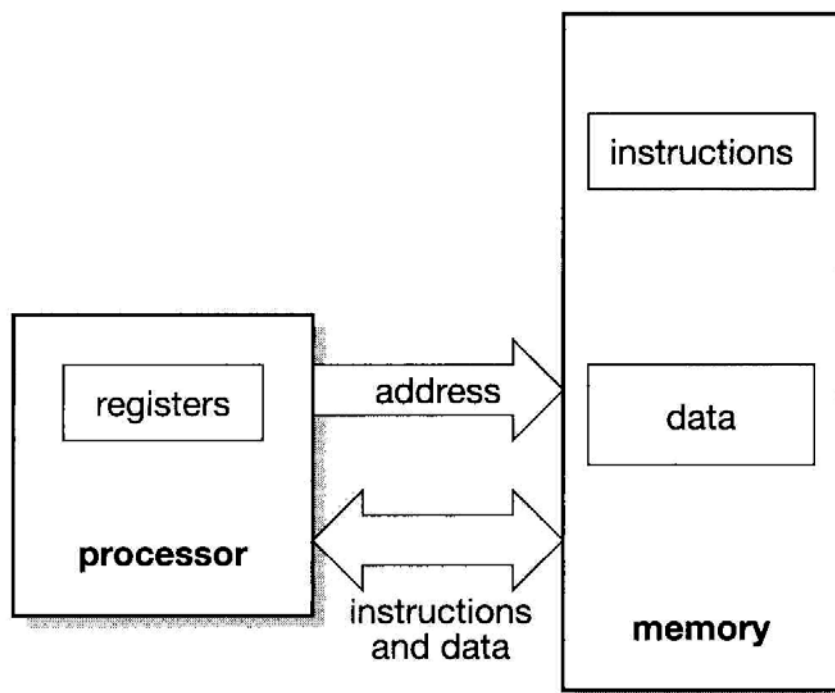 instructions
registers
address
data
processor
instructions
and data
memory